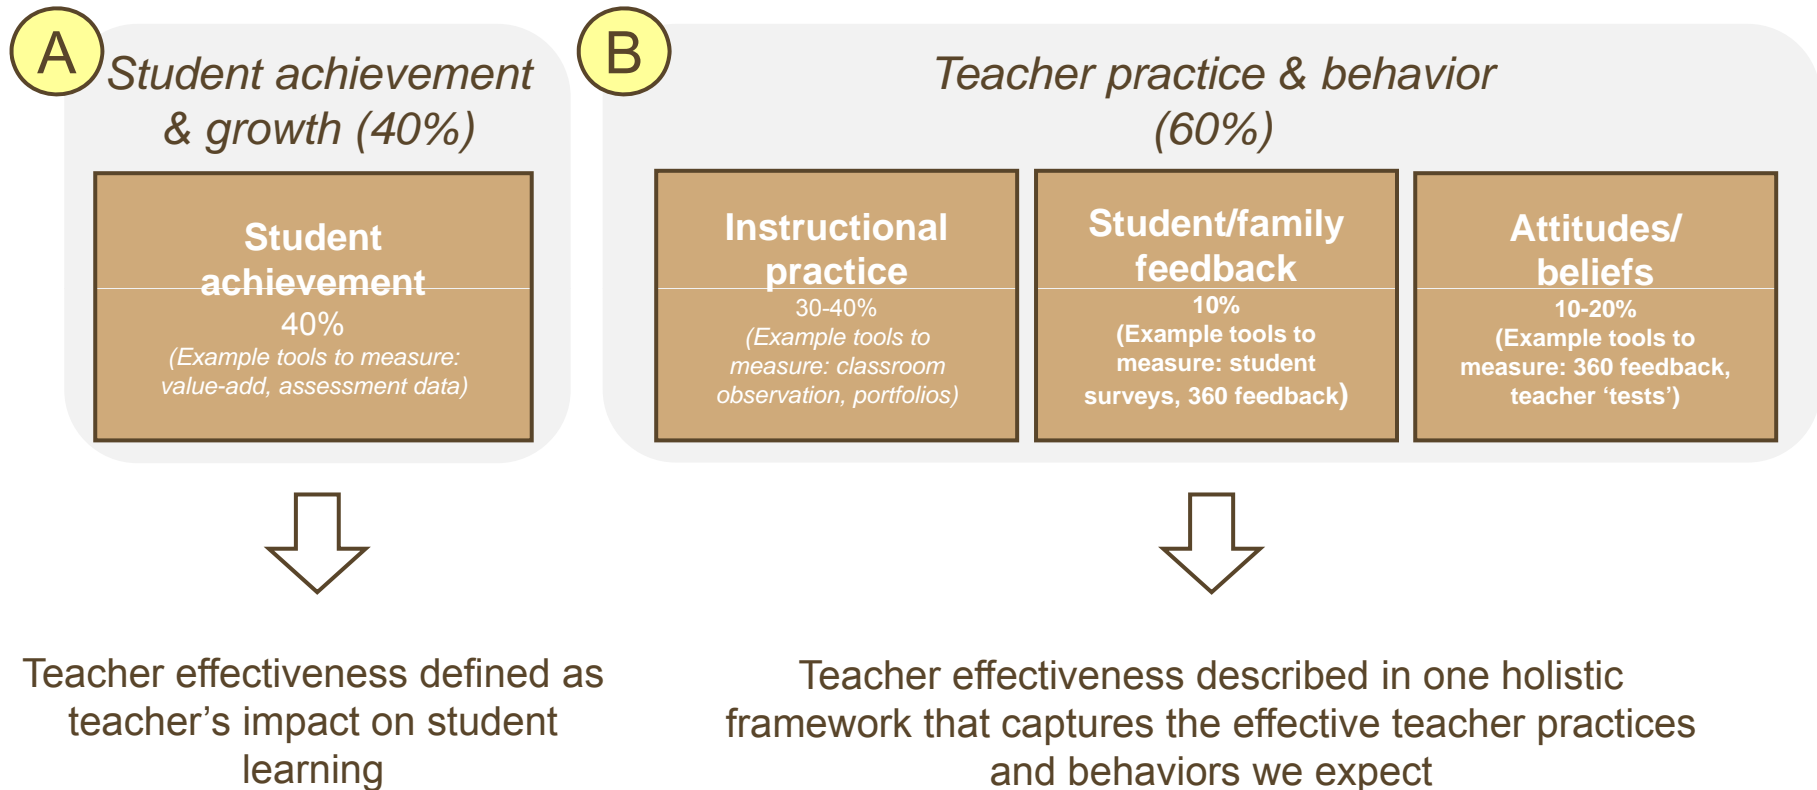 A
Student achievement
& growth (40%)
Student
achievement
40%
(Example tools to measure:
value-add, assessment data)
Teacher effectiveness defined as
teacher’s impact on student
learning
B
Teacher practice & behavior
(60%)
Instructional
practice
30-40%
(Example tools to
measure: classroom
observation, portfolios)
Student/family
feedback
10%
(Example tools to
measure: student
surveys, 360 feedback)
Attitudes/
beliefs
10-20%
(Example tools to
measure: 360 feedback,
teacher ‘tests’)
Teacher effectiveness described in one holistic
framework that captures the effective teacher practices
and behaviors we expect